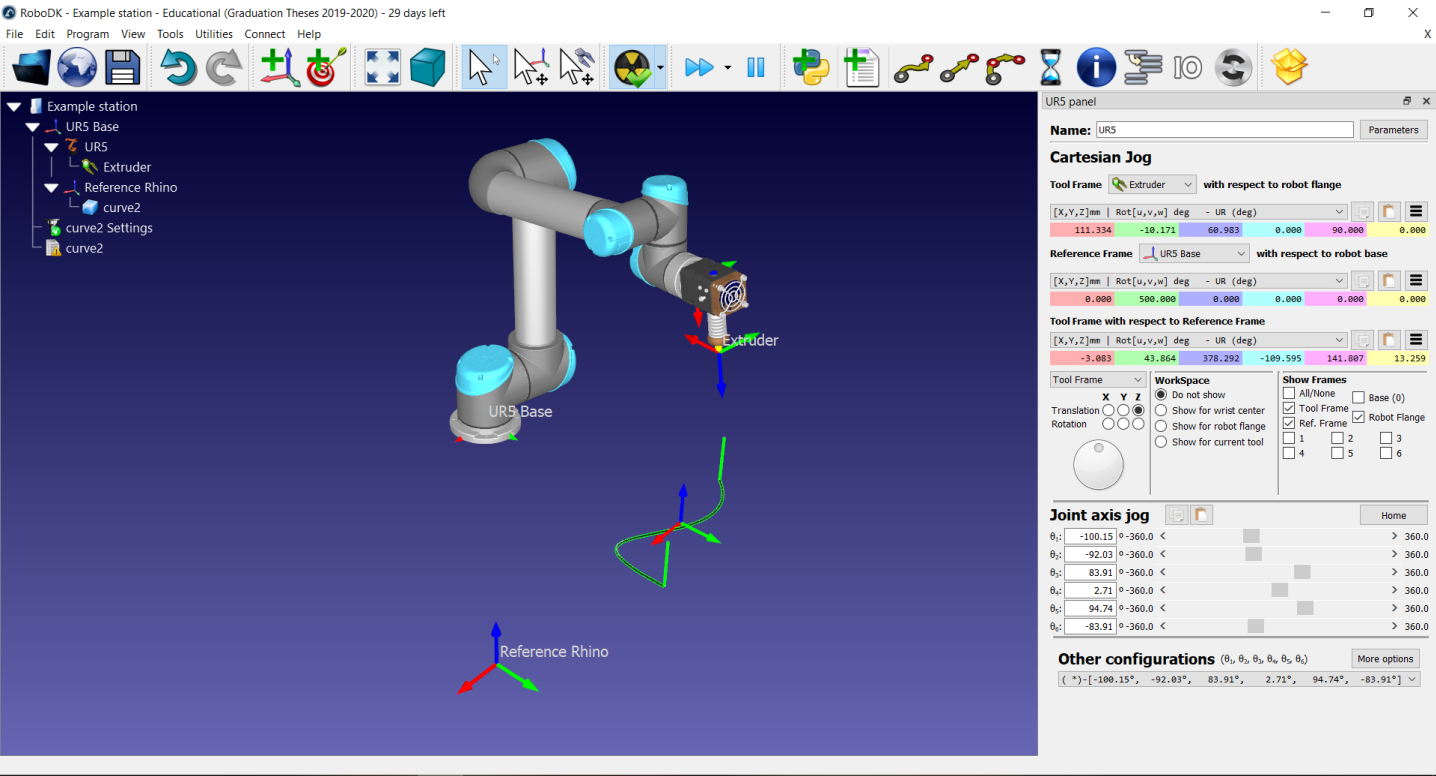 RoboDK - Example station - Educational (Graduation Theses 2019-2020) - 29 days left
File Edit Program View Tools Utilities Connect Help
X
IO
Example station
UR5 Base
UR5
Extruder
Reference Rhino
curve2
curve2 Settings
curve2
Extruder
UR5 Base
Reference Rhino
UR5 panel
Name: UR5 Parameters
Cartesian Jog
Tool Frame Extruder with respect to robot flange
[X,Y,Z]mm | Rot[u,v,w] deg - UR (deg)
111.334 -10.171 60.983 0.000 90.000 0.000
Reference Frame UR5 Base with respect to robot base
[X,Y,Z]mm | Rot[u,v,w] deg - UR (deg)
0.000 500.000 0.000 0.000 0.000 0.000
Tool Frame with respect to Reference Frame
[X,Y,Z]mm | Rot[u,v,w] deg - UR (deg)
-3.083 43.864 378.292 -109.595 141.807 13.259
Tool Frame
X Y Z
Translation
Rotation
WorkSpace
Do not show
Show for wrist center
Show for robot flange
Show for current tool
Show Frames
All/None Base (0)
Tool Frame Robot Flange
Ref. Frame
1 2 3
4 5 6
Joint axis jog Home
θ₁: -100.15 º -360.0 < > 360.0
θ₂: -92.03 º -360.0 < > 360.0
θ₃: 83.91 º -360.0 < > 360.0
θ₄: 2.71 º -360.0 < > 360.0
θ₅: 94.74 º -360.0 < > 360.0
θ₆: -83.91 º -360.0 < > 360.0
Other configurations (θ₁, θ₂, θ₃, θ₄, θ₅, θ₆) More options
( *)-[-100.15°, -92.03°, 83.91°, 2.71°, 94.74°, -83.91°]